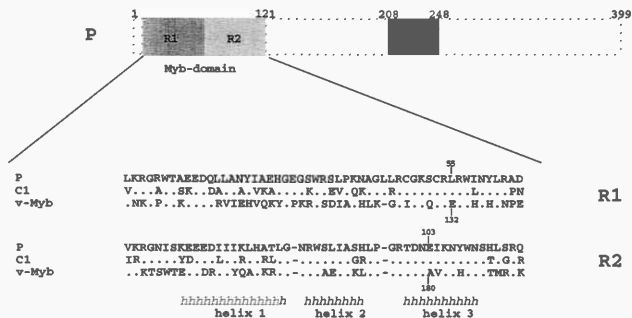 1 121 208 248 399
P R1 R2
Myb-domain
55
P LKRGRWTAEEDQLLANYIAEHGEGSWRSLPKNAGLLRCGKSCRLRWINYLRAD
C1 V...A..SK..DA..A.VKA....K..EV.QK...R..........L....PN
R1
v-Myb .NK.P..K....RVIEHVQKY.PKR.SDIA.HLK-G.I..Q..E..H.H.NPE
132
103
P VKRGNISKEEEDIIIKLHATLG-NRWSLIASHLP-GRTDNEIKNYWNSHLSRQ
C1 IR......YD...L..R..RL..-..........GR..-............T.G.R
R2
v-Myb ..KTSWTE..DR..YQA.KR..-...AE..KL..-.....AV..H...TMR.K
180
hhhhhhhhhhhhhh hhhhhhhh hhhhhhhhhh
helix 1 helix 2 helix 3